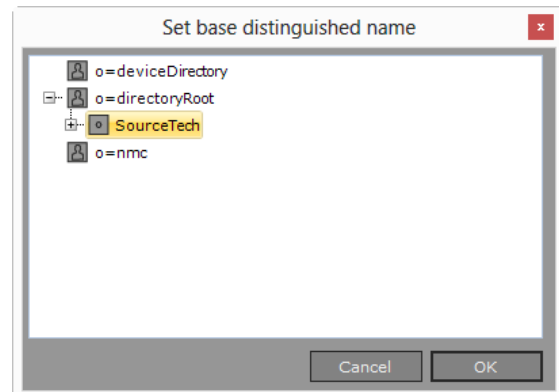 Set base distinguished name
x
o=deviceDirectory
o=directoryRoot
SourceTech
o=nmc
Cancel
OK